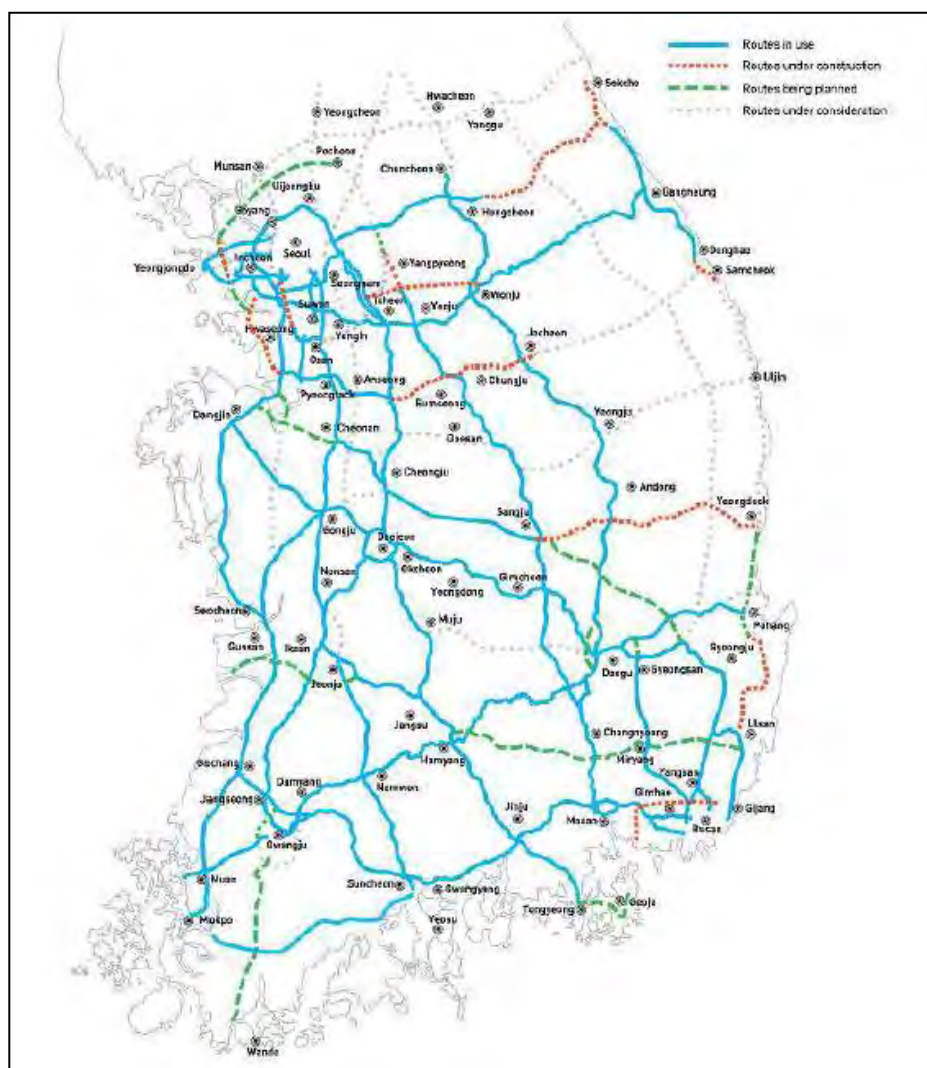 Routes in use
Routes under construction
Routes being planned
Routes under consideration
Sokcho
Hwacheon
Yeongcheon
Yanggu
Pocheon
Munsan
Chuncheon
Uijeongbu
Gangneung
Goyang
Hongcheon
Seoul
Donghae
Yeongjongdo
Incheon
Yangpyeong
Samcheok
Seongnam
Wonju
Icheon
Yeoju
Suwon
Hwaseong
Yongin
Jecheon
Osan
Anseong
Chungju
Uljin
Pyeongtaek
Eumseong
Dangjin
Yeongju
Cheonan
Goesan
Cheongju
Andong
Yeongdeok
Sangju
Gongju
Daejeon
Okcheon
Nonsan
Yeongdong
Gimcheon
Seocheon
Muju
Pohang
Gunsan
Iksan
Gyeongju
Jeonju
Daegu
Gyeongsan
Jangsu
Ulsan
Changnyeong
Hamyang
Miryang
Gochang
Yangsan
Damyang
Namwon
Gimhae
Jangseong
Jinju
Masan
Gijang
Busan
Gwangju
Muan
Suncheon
Gwangyang
Geoje
Mokpo
Yeosu
Tongyeong
Wando